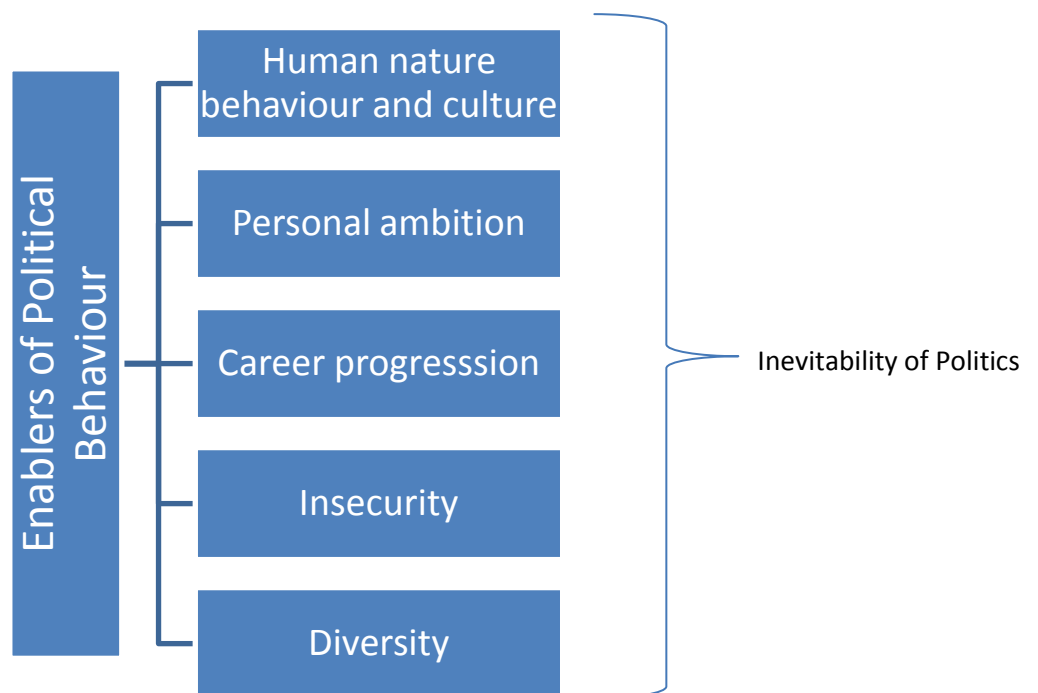 Enablers of Political
Behaviour
Human nature
behaviour and culture
Personal ambition
Career progresssion
Insecurity
Diversity
Inevitability of Politics